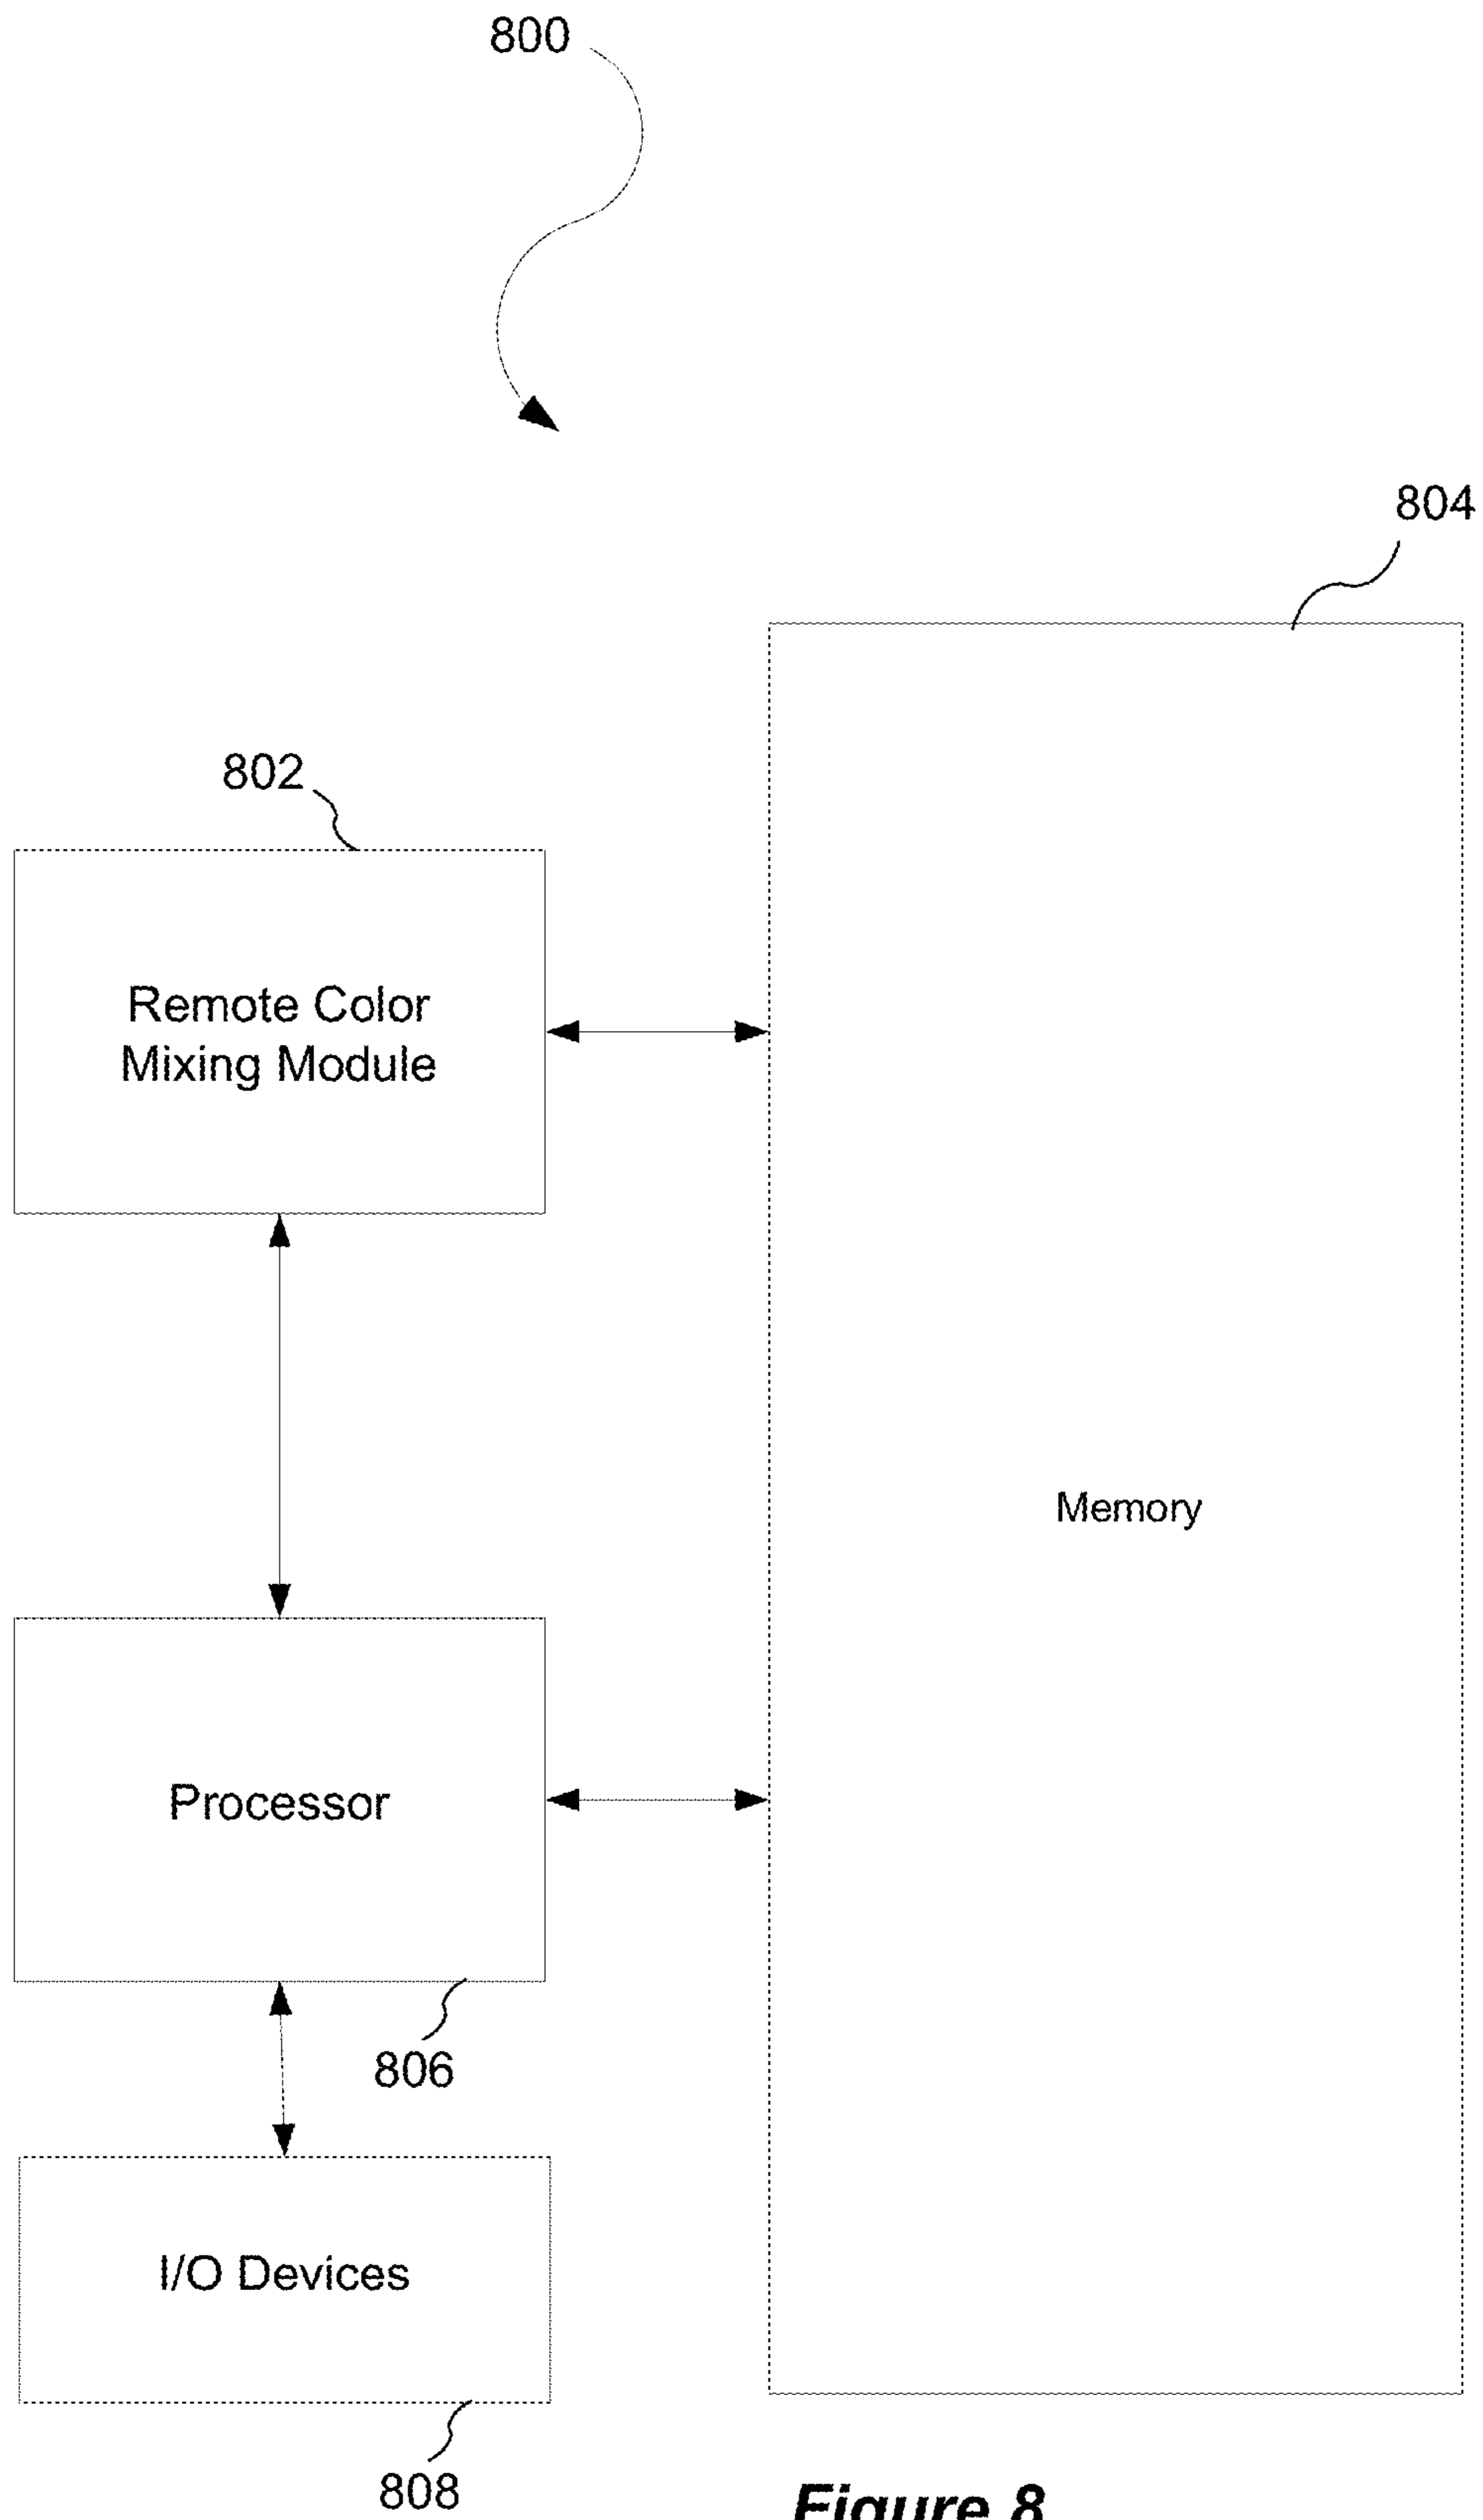 800
804
802
Remote Color
Mixing Module
Memory
Processor
806
I/O Devices
808
Figure 8